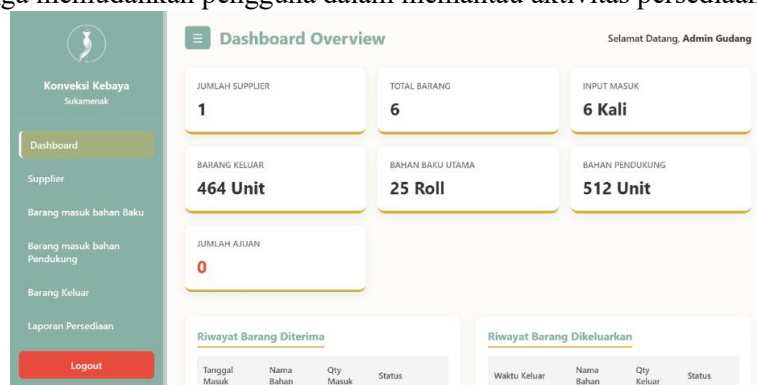 memudahkan pengguna dalam memantau aktivitas persediaan
Konveksi Kebaya
Sukamenak
Dashboard
Supplier
Barang masuk bahan Baku
Barang masuk bahan
Pendukung
Barang Keluar
Laporan Persediaan
Logout
Dashboard Overview
Selamat Datang, Admin Gudang
JUMLAH SUPPLIER
1
TOTAL BARANG
6
INPUT MASUK
6 Kali
BARANG KELUAR
464 Unit
BAHAN BAKU UTAMA
25 Roll
BAHAN PENDUKUNG
512 Unit
JUMLAH AJUAN
0
Riwayat Barang Diterima
Tanggal Masuk Nama Bahan Qty Masuk Status
Riwayat Barang Dikeluarkan
Waktu Keluar Nama Bahan Qty Keluar Status